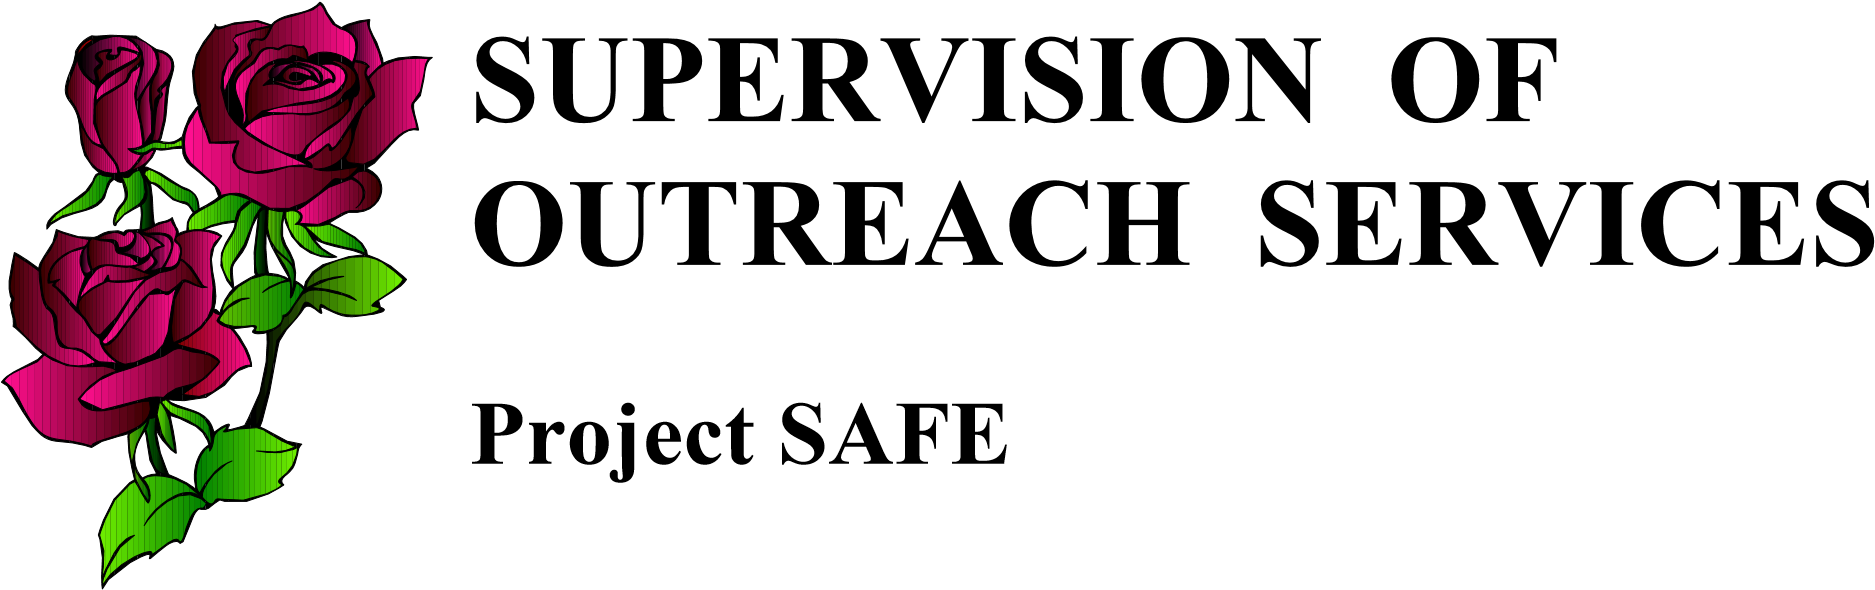 SUPERVISION OF
OUTREACH SERVICES
Project SAFE